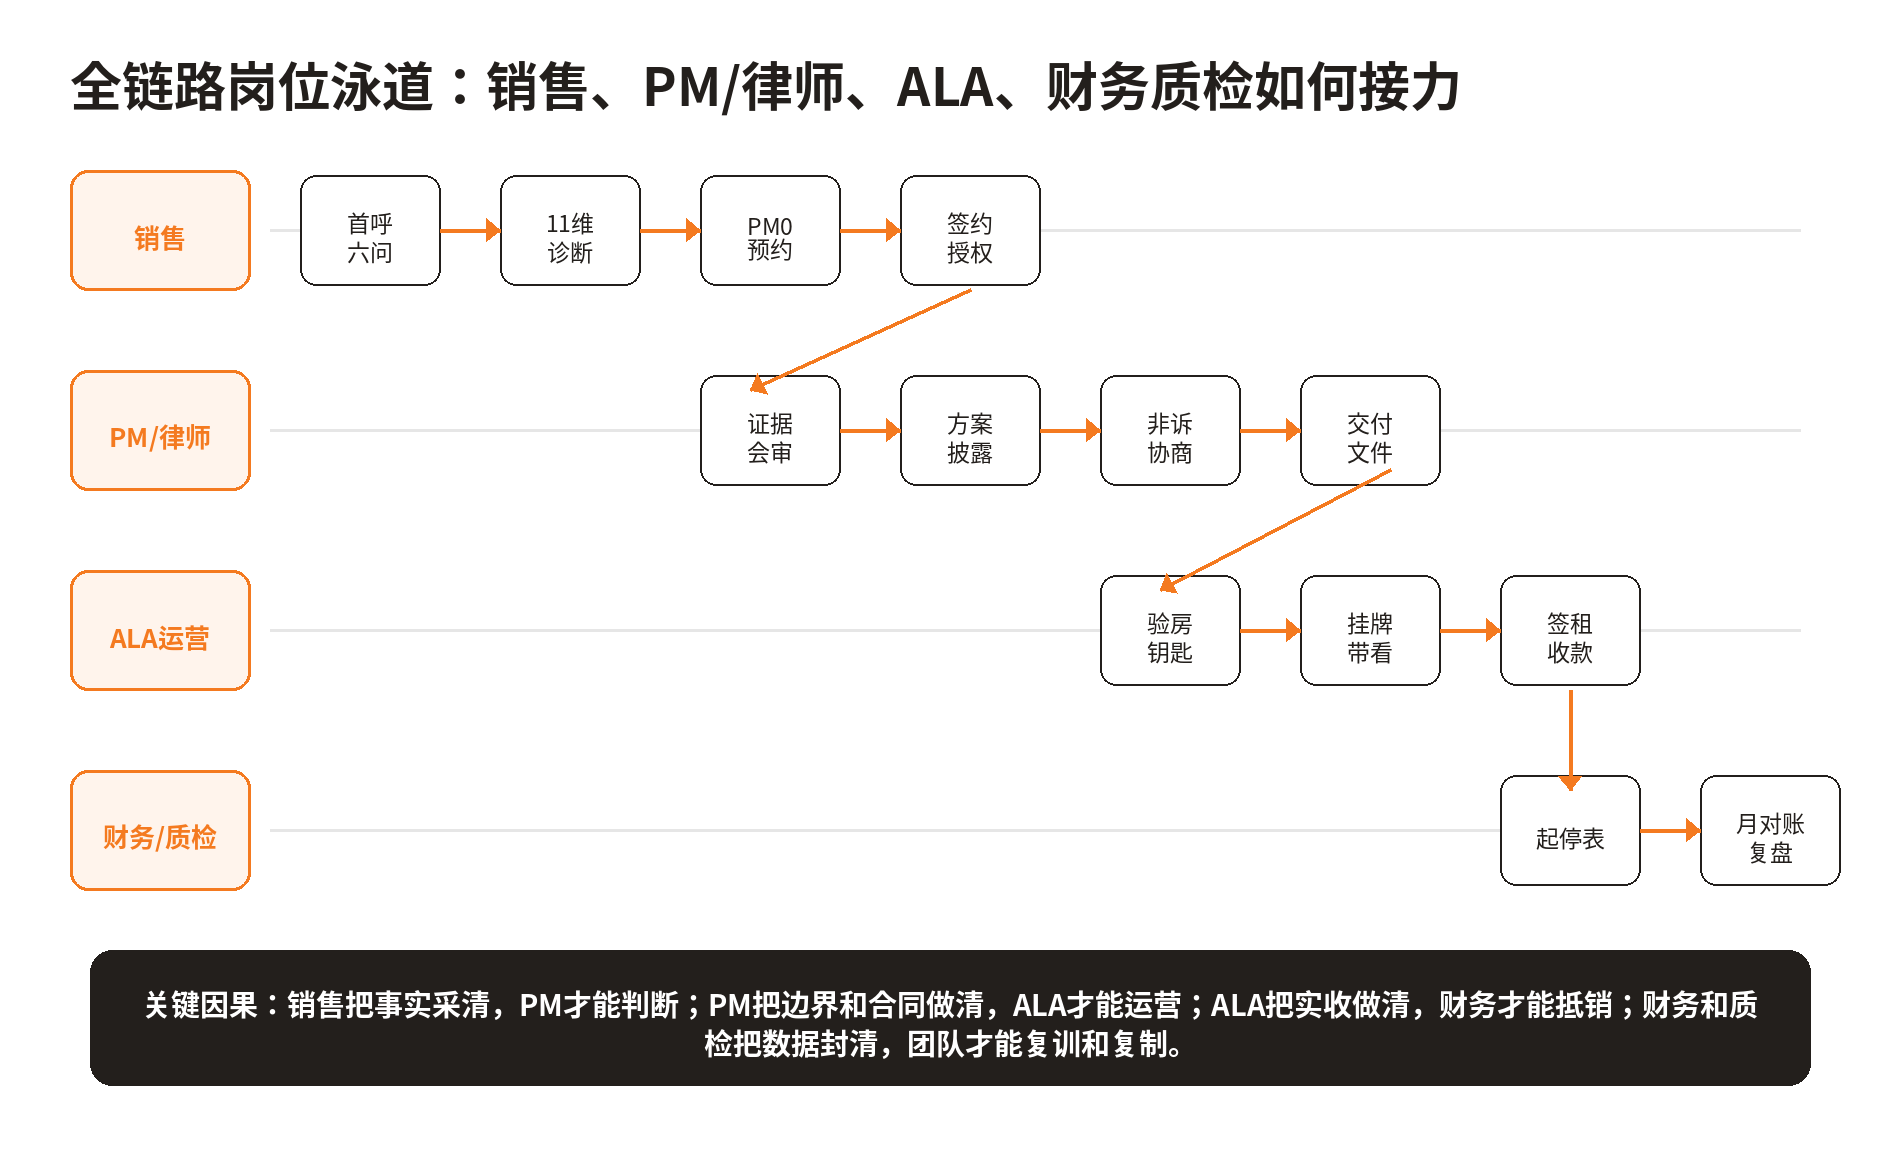 全链路岗位泳道：销售、PM/律师、ALA、财务质检如何接力
销售
首呼
六问
11维
诊断
PM0
预约
签约
授权
PM/律师
证据
会审
方案
披露
非诉
协商
交付
文件
ALA运营
验房
钥匙
挂牌
带看
签租
收款
财务/质检
起停表
月对账
复盘
关键因果：销售把事实采清，PM才能判断；PM把边界和合同做清，ALA才能运营；ALA把实收做清，财务才能抵销；财务和质
检把数据封清，团队才能复训和复制。